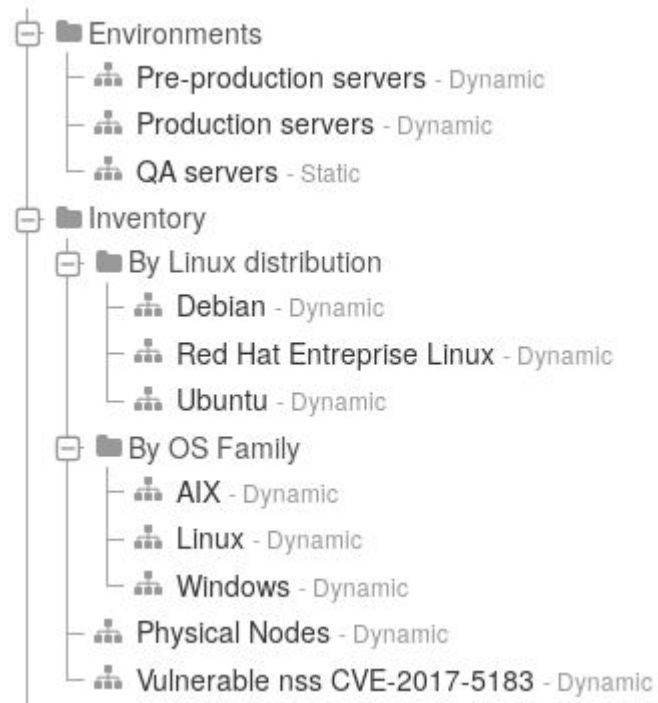 Environments
Pre-production servers - Dynamic
Production servers - Dynamic
QA servers - Static
Inventory
By Linux distribution
Debian - Dynamic
Red Hat Entreprise Linux - Dynamic
Ubuntu - Dynamic
By OS Family
AIX - Dynamic
Linux - Dynamic
Windows - Dynamic
Physical Nodes - Dynamic
Vulnerable nss CVE-2017-5183 - Dynamic